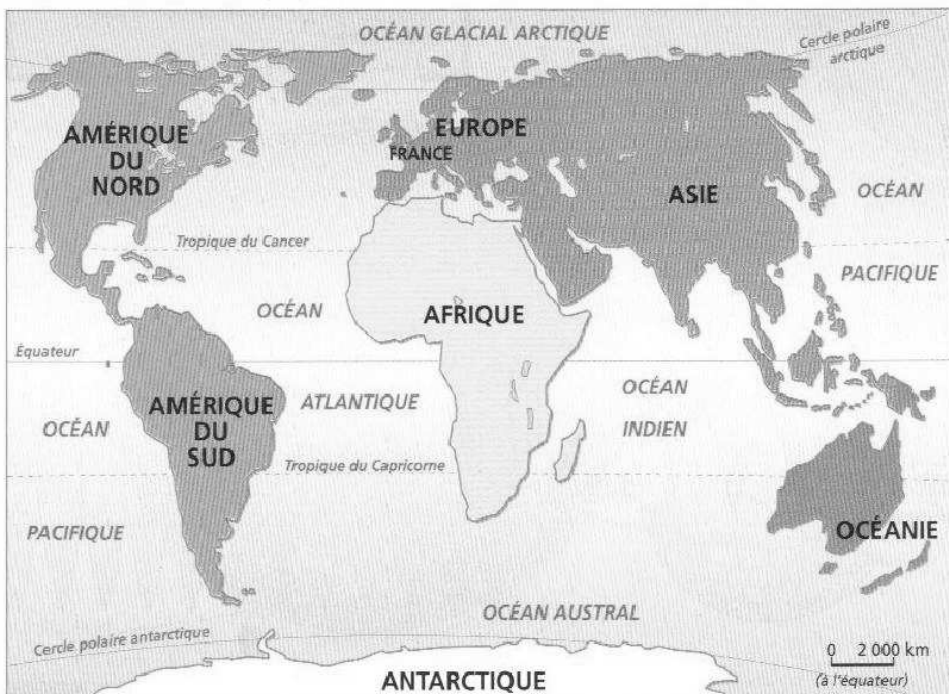 OCÉAN GLACIAL ARCTIQUE
Cercle polaire
arctique
AMÉRIQUE
DU
NORD
EUROPE
FRANCE
ASIE
OCÉAN
PACIFIQUE
Tropique du Cancer
OCÉAN
ATLANTIQUE
AFRIQUE
Équateur
AMÉRIQUE
DU
SUD
OCÉAN
PACIFIQUE
OCÉAN
INDIEN
Tropique du Capricorne
OCÉANIE
OCÉAN AUSTRAL
Cercle polaire antarctique
ANTARCTIQUE
0 2 000 km
(à l'équateur)